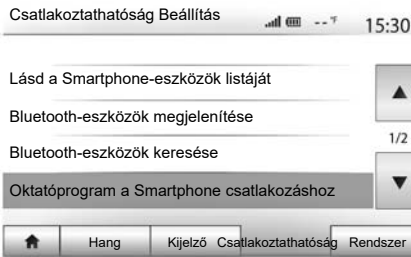 Csatlakoztathatóság Beállítás
-- °F 15:30
Lásd a Smartphone-eszközök listáját
Bluetooth-eszközök megjelenítése
1/2
Bluetooth-eszközök keresése
Oktatóprogram a Smartphone csatlakozáshoz
Hang Kijelző Csatlakoztathatóság Rendszer